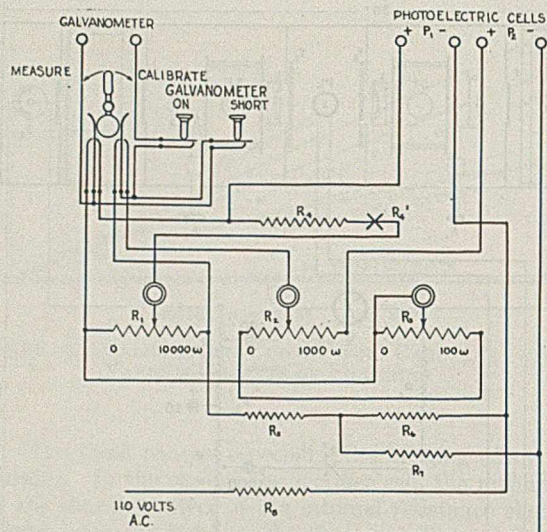 GALVANOMETER
PHOTOELECTRIC CELLS
+ P₁ - + P₂ -
MEASURE
CALIBRATE
GALVANOMETER
ON SHORT
R₄ R₄'
R₁ R₂ R₃
0 10000 ω 0 1000 ω 0 100 ω
R₅ R₆
R₇
110 VOLTS
A.C.
R₈